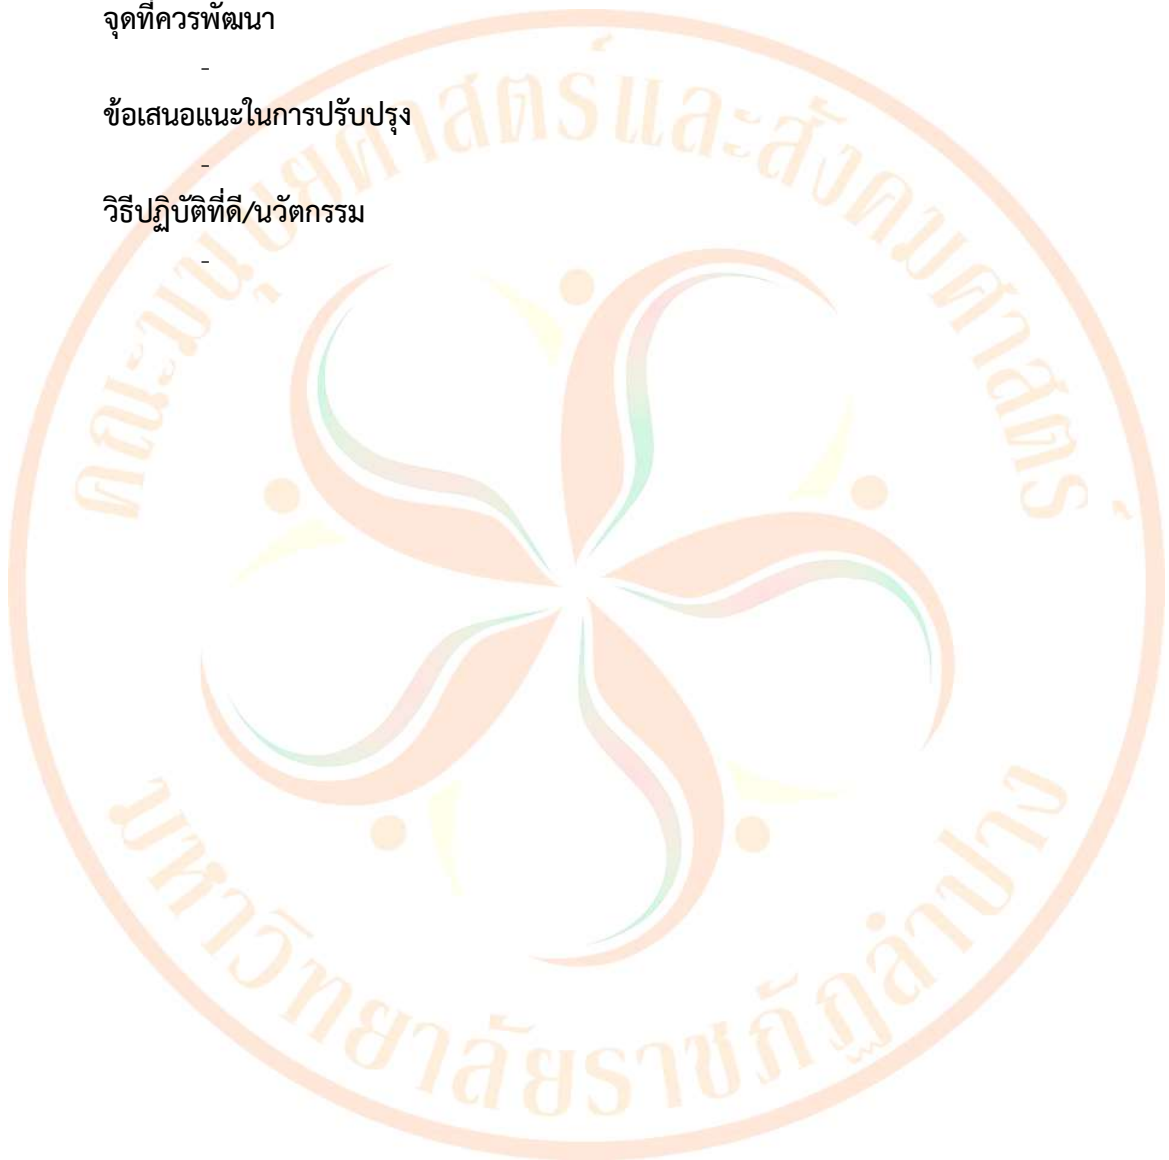 จุดที่ควรพัฒนา
-
ข้อเสนอแนะในการปรับปรุง
-
วิธีปฏิบัติที่ดี/นวัตกรรม
-
คณะมนุษยศาสตร์และสังคมศาสตร์
มหาวิทยาลัยราชภัฏลำปาง